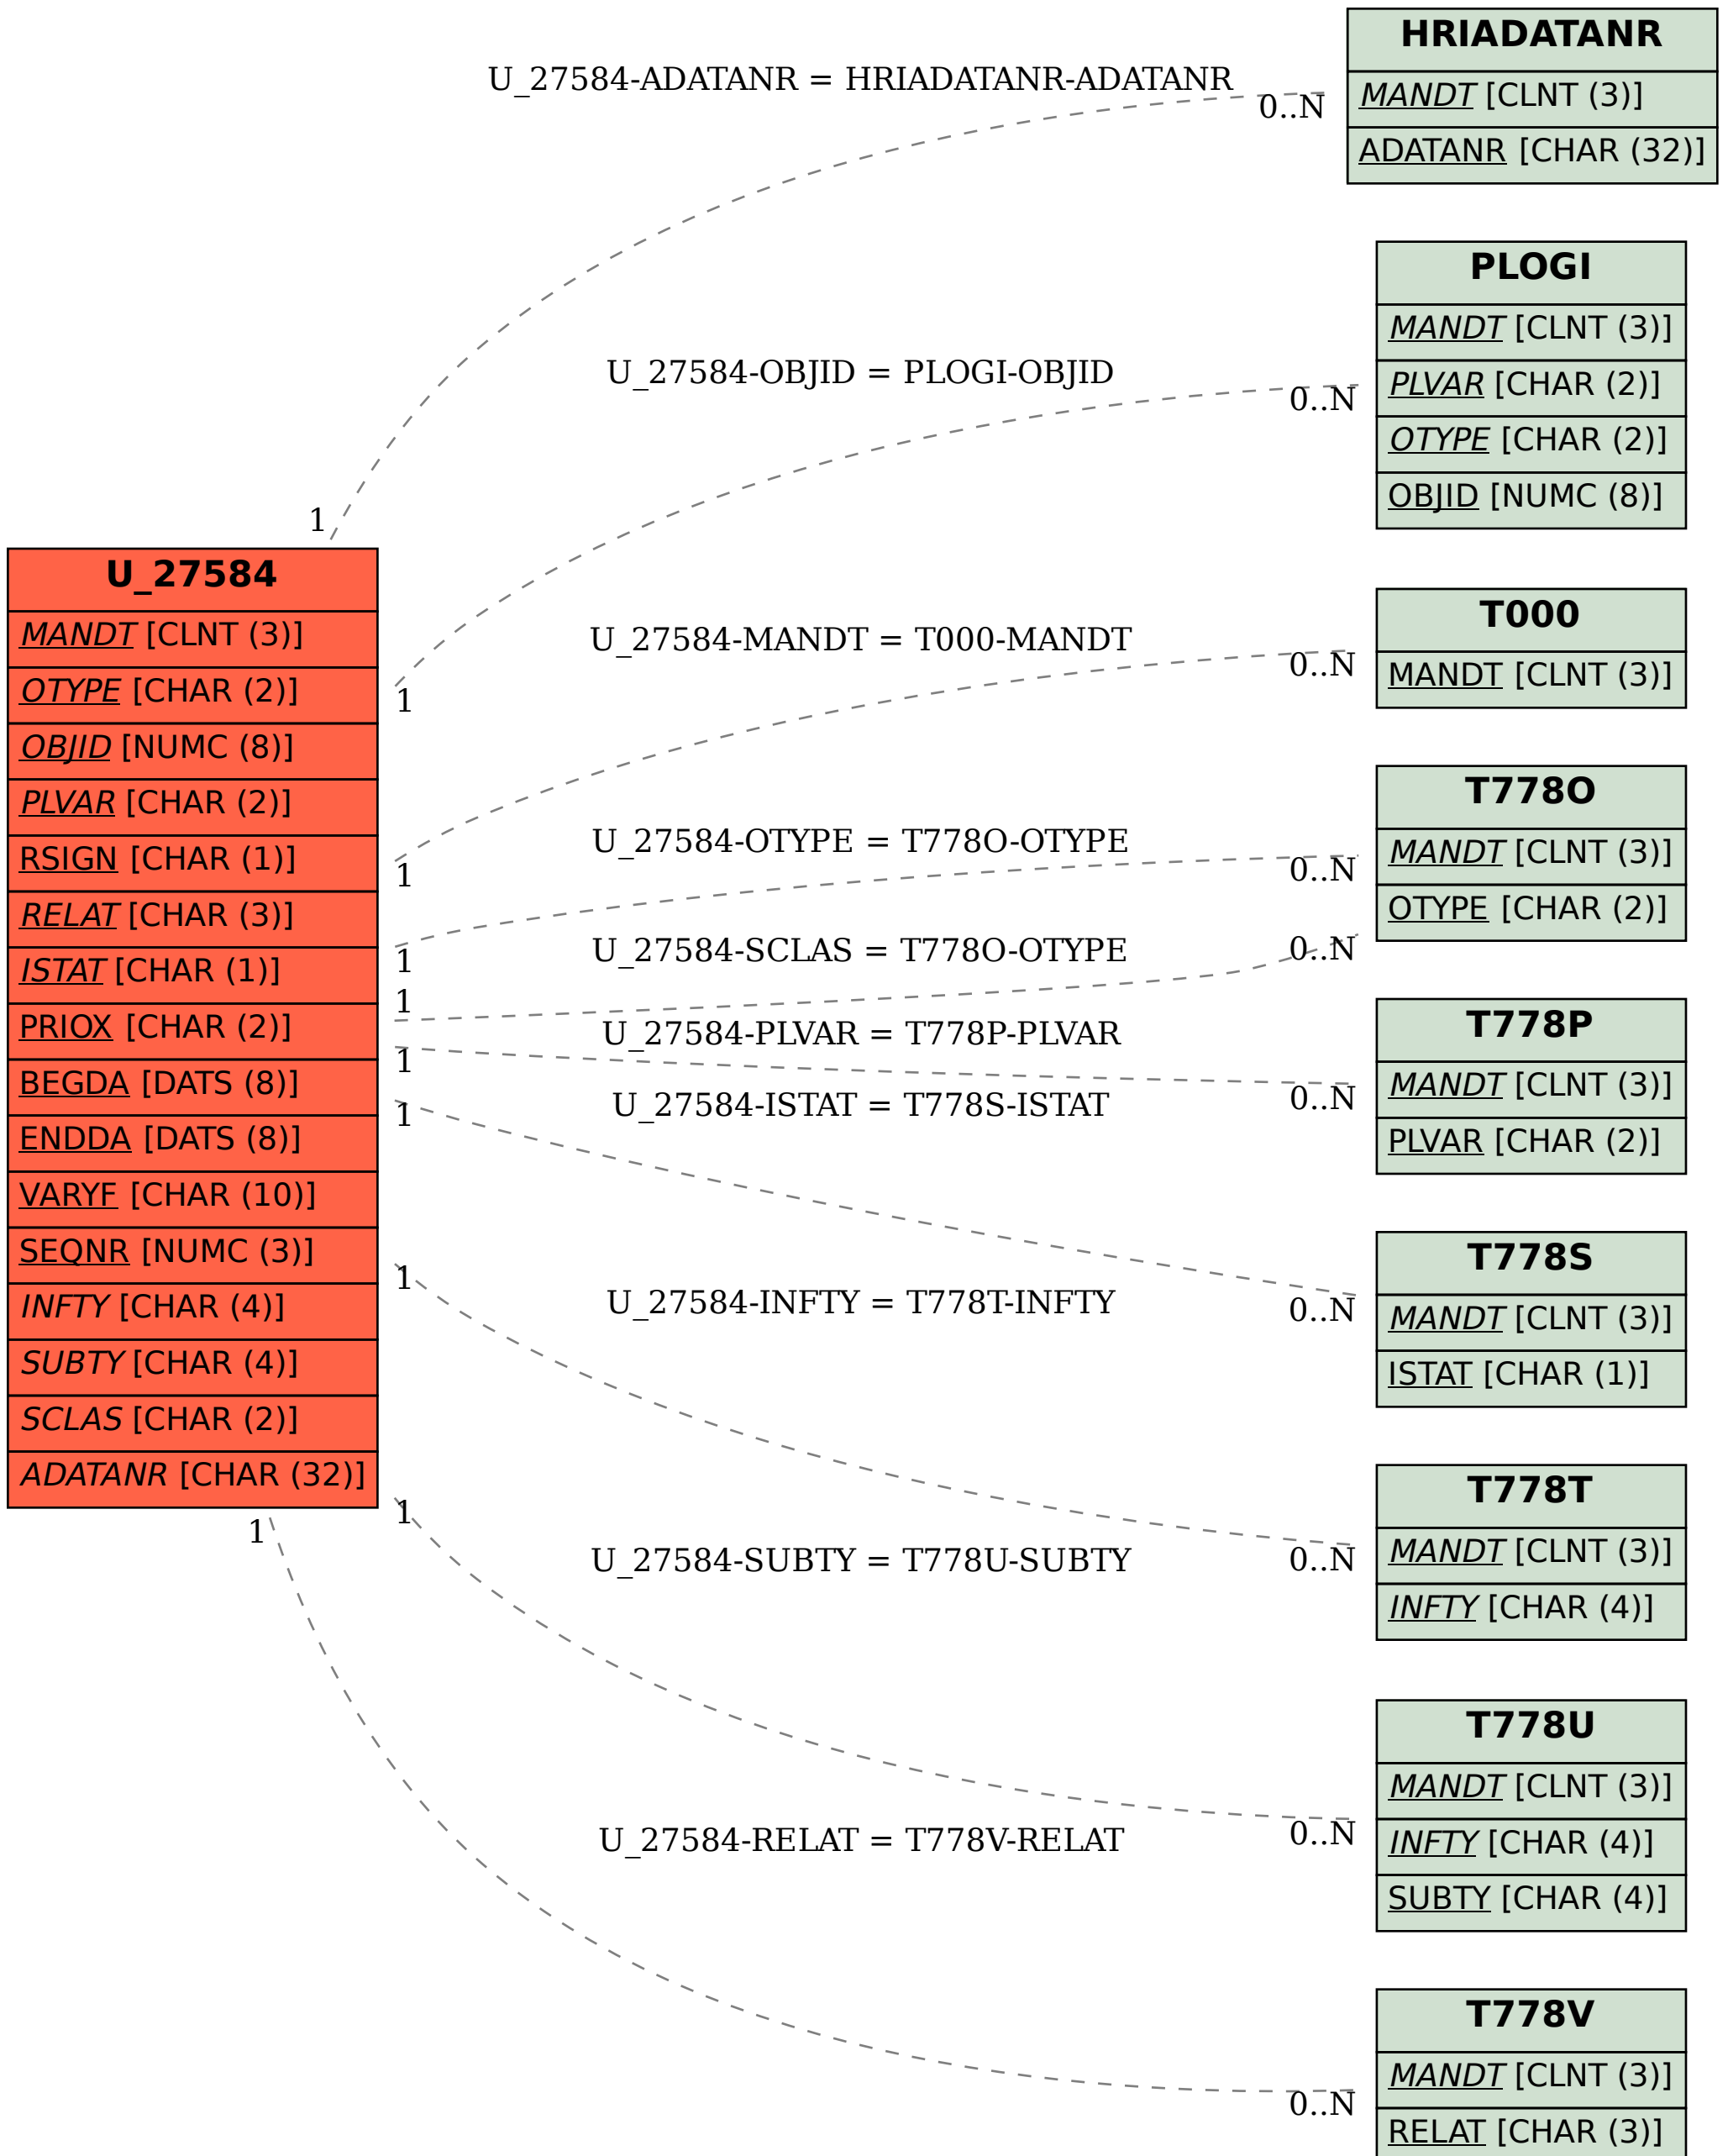 HRIADATANR
MANDT [CLNT (3)]
ADATANR [CHAR (32)]
U_27584-ADATANR = HRIADATANR-ADATANR
0..N
1
PLOGI
MANDT [CLNT (3)]
PLVAR [CHAR (2)]
OTYPE [CHAR (2)]
OBJID [NUMC (8)]
U_27584-OBJID = PLOGI-OBJID
0..N
1
U_27584
MANDT [CLNT (3)]
OTYPE [CHAR (2)]
OBJID [NUMC (8)]
PLVAR [CHAR (2)]
RSIGN [CHAR (1)]
RELAT [CHAR (3)]
ISTAT [CHAR (1)]
PRIOX [CHAR (2)]
BEGDA [DATS (8)]
ENDDA [DATS (8)]
VARYF [CHAR (10)]
SEQNR [NUMC (3)]
INFTY [CHAR (4)]
SUBTY [CHAR (4)]
SCLAS [CHAR (2)]
ADATANR [CHAR (32)]
U_27584-MANDT = T000-MANDT
0..N
1
T000
MANDT [CLNT (3)]
U_27584-OTYPE = T778O-OTYPE
0..N
1
T778O
MANDT [CLNT (3)]
OTYPE [CHAR (2)]
U_27584-SCLAS = T778O-OTYPE
0..N
1
U_27584-PLVAR = T778P-PLVAR
0..N
1
T778P
MANDT [CLNT (3)]
PLVAR [CHAR (2)]
U_27584-ISTAT = T778S-ISTAT
0..N
1
T778S
MANDT [CLNT (3)]
ISTAT [CHAR (1)]
U_27584-INFTY = T778T-INFTY
0..N
1
T778T
MANDT [CLNT (3)]
INFTY [CHAR (4)]
U_27584-SUBTY = T778U-SUBTY
0..N
1
T778U
MANDT [CLNT (3)]
INFTY [CHAR (4)]
SUBTY [CHAR (4)]
U_27584-RELAT = T778V-RELAT
0..N
1
T778V
MANDT [CLNT (3)]
RELAT [CHAR (3)]